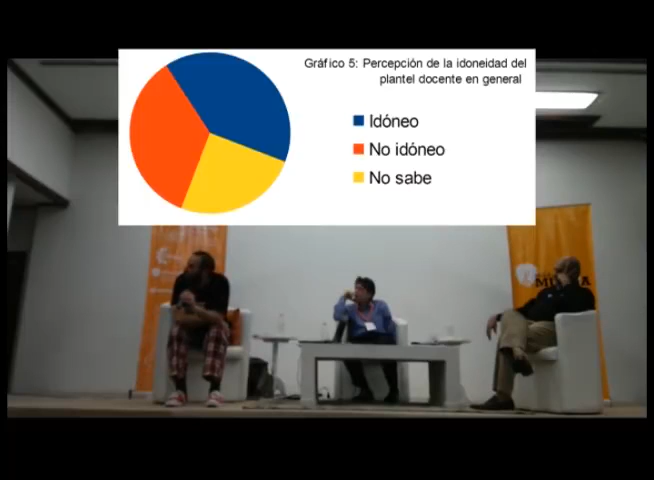 Gráfico 5: Percepción de la idoneidad del
plantel docente en general
Idóneo
No idóneo
No sabe